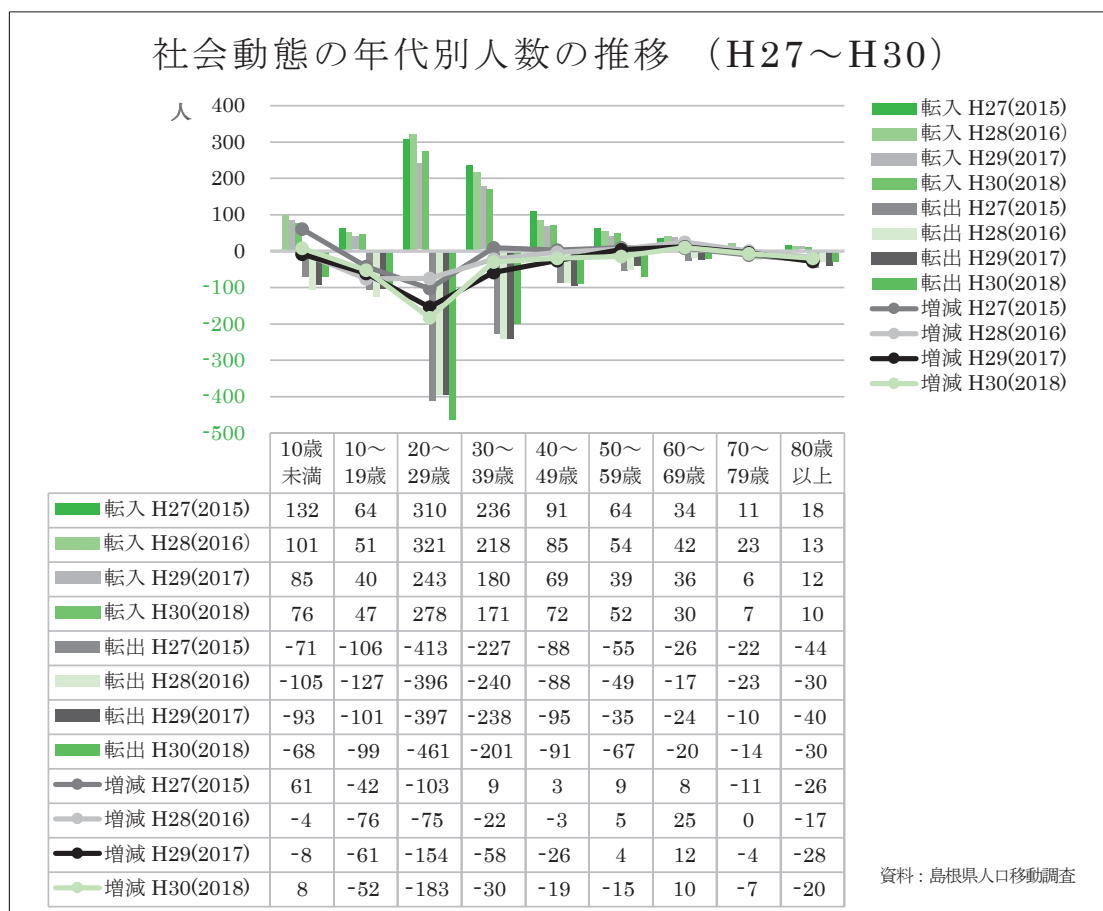 社会動態の年代別人数の推移 (H27～H30)
人
400
300
200
100
0
-100
-200
-300
-400
-500
転入 H27(2015)
転入 H28(2016)
転入 H29(2017)
転入 H30(2018)
転出 H27(2015)
転出 H28(2016)
転出 H29(2017)
転出 H30(2018)
増減 H27(2015)
増減 H28(2016)
増減 H29(2017)
増減 H30(2018)
10歳 10～ 20～ 30～ 40～ 50～ 60～ 70～ 80歳
未満 19歳 29歳 39歳 49歳 59歳 69歳 79歳 以上
転入 H27(2015) 132 64 310 236 91 64 34 11 18
転入 H28(2016) 101 51 321 218 85 54 42 23 13
転入 H29(2017) 85 40 243 180 69 39 36 6 12
転入 H30(2018) 76 47 278 171 72 52 30 7 10
転出 H27(2015) -71 -106 -413 -227 -88 -55 -26 -22 -44
転出 H28(2016) -105 -127 -396 -240 -88 -49 -17 -23 -30
転出 H29(2017) -93 -101 -397 -238 -95 -35 -24 -10 -40
転出 H30(2018) -68 -99 -461 -201 -91 -67 -20 -14 -30
増減 H27(2015) 61 -42 -103 9 3 9 8 -11 -26
増減 H28(2016) -4 -76 -75 -22 -3 5 25 0 -17
増減 H29(2017) -8 -61 -154 -58 -26 4 12 -4 -28
増減 H30(2018) 8 -52 -183 -30 -19 -15 10 -7 -20
資料：島根県人口移動調査